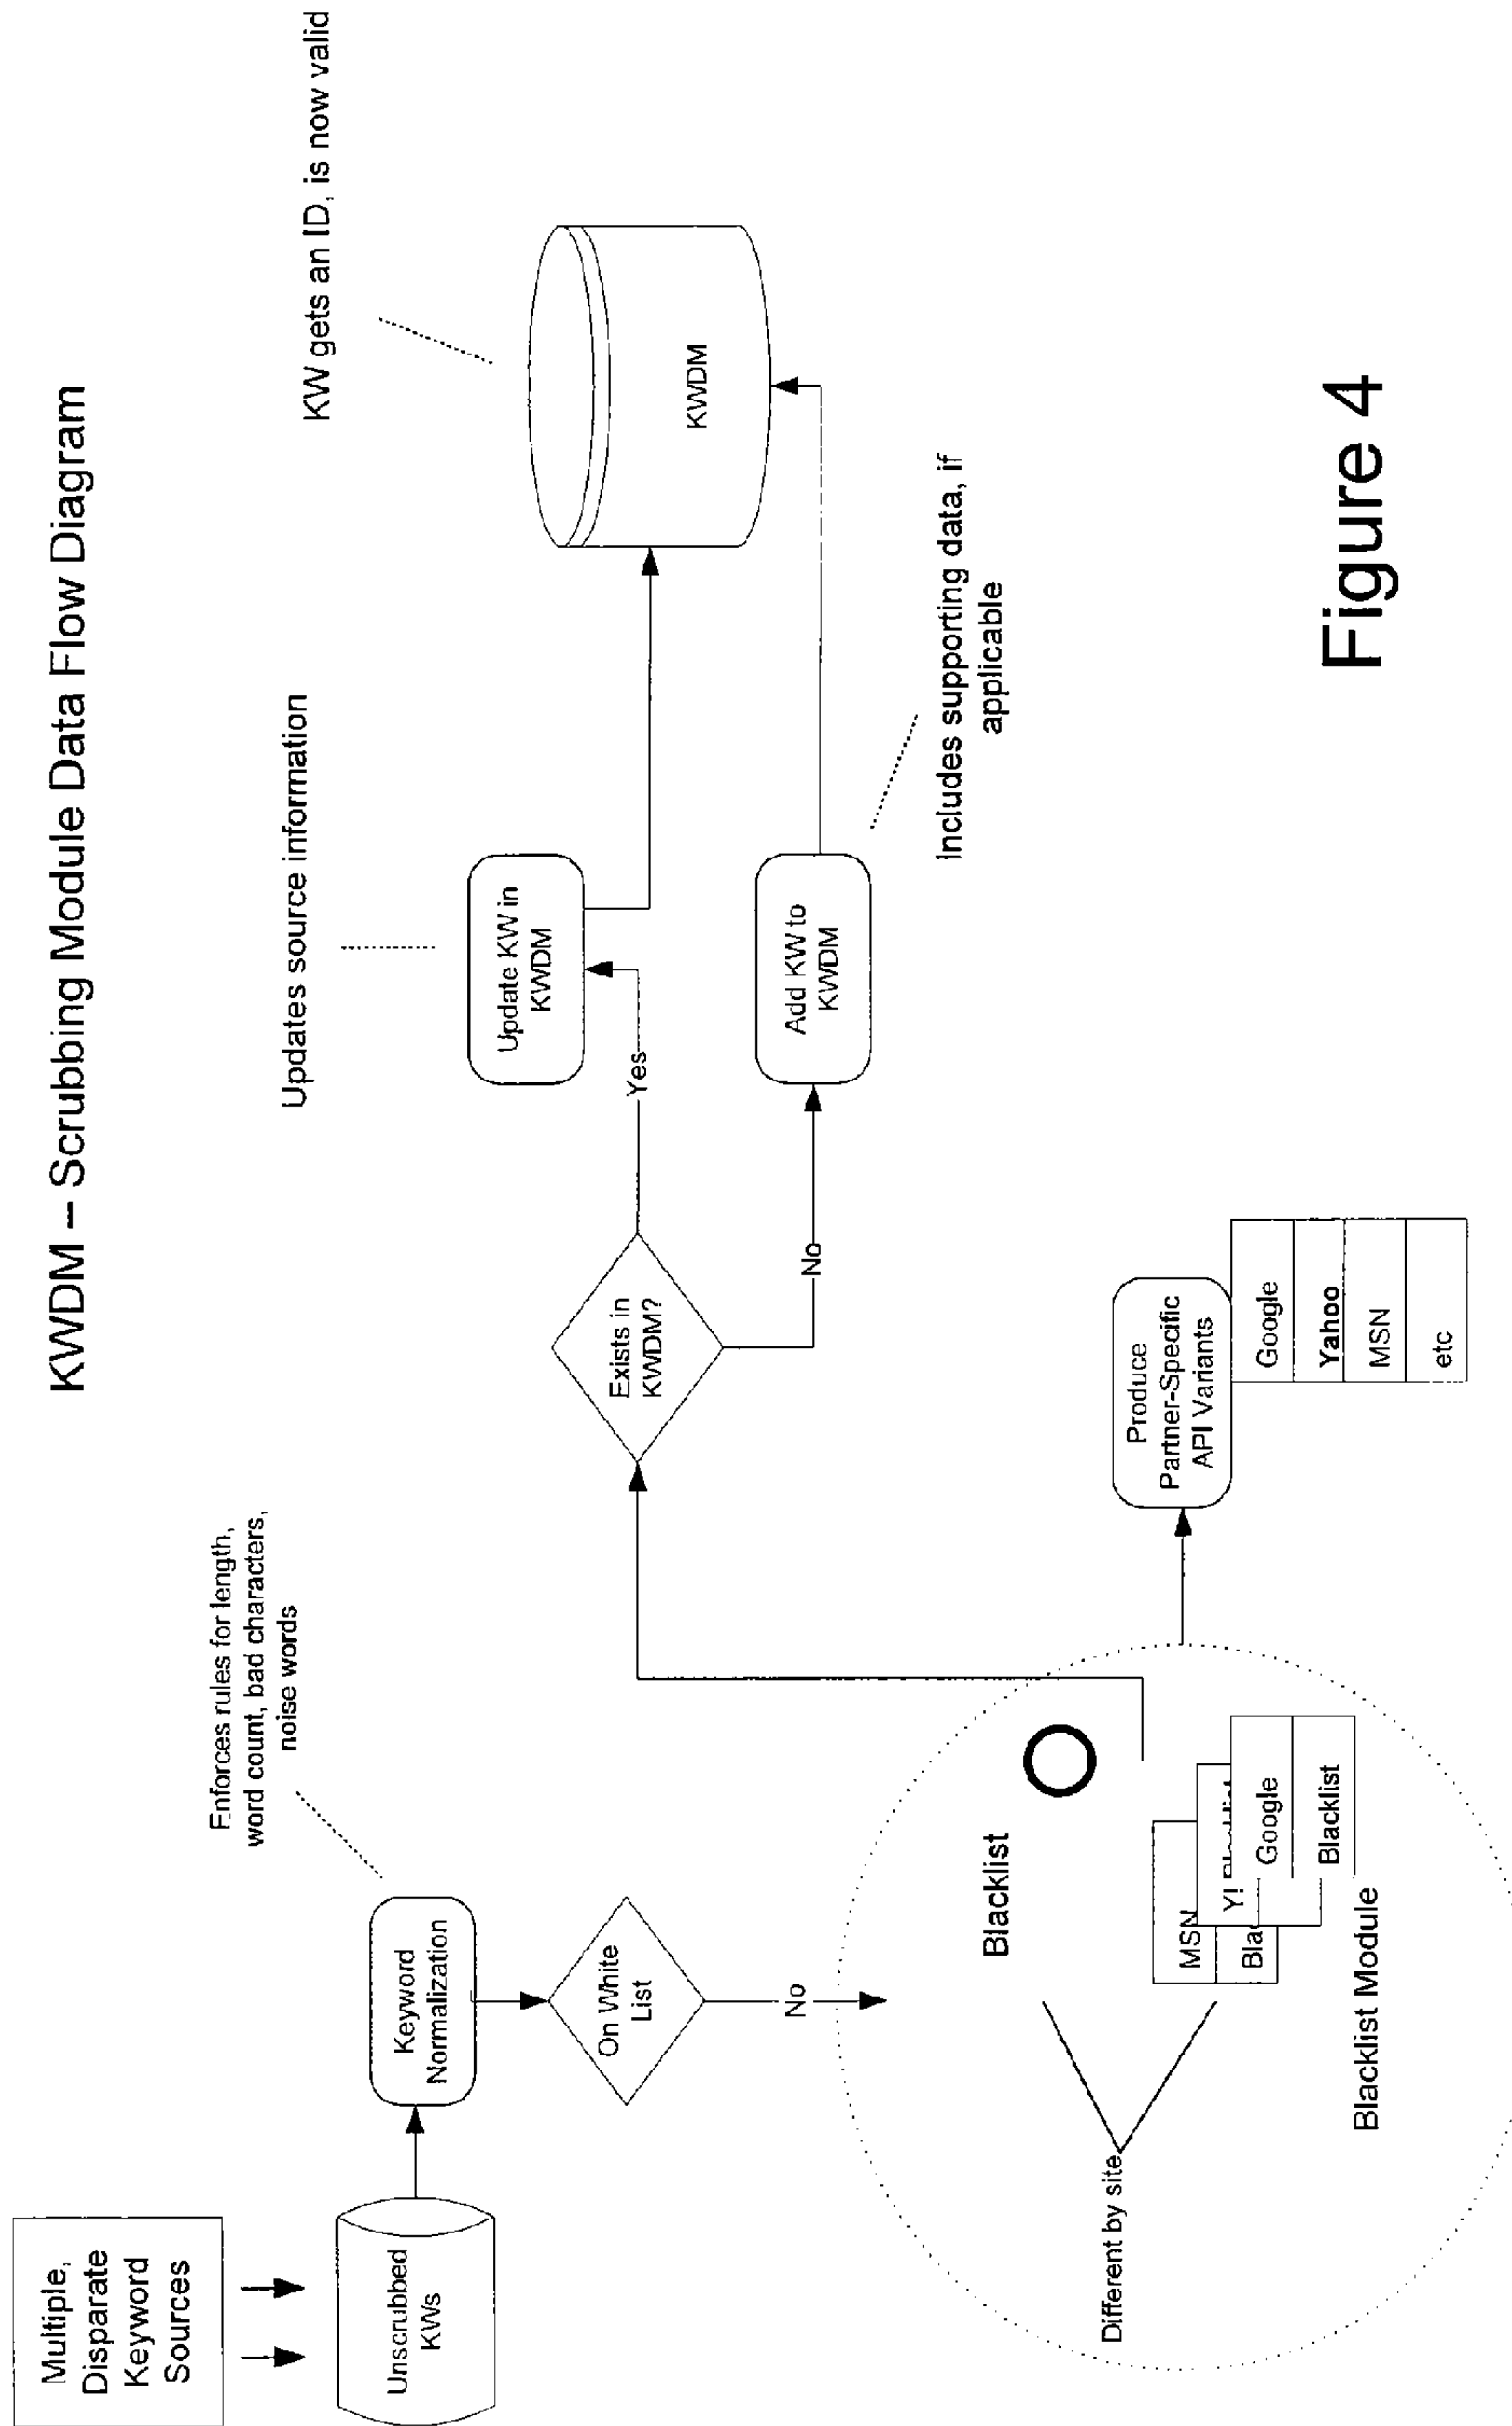 KWDM – Scrubbing Module Data Flow Diagram
Multiple,
Disparate
Keyword
Sources
Unscrubbed
KWs
Keyword
Normalization
Enforces rules for length,
word count, bad characters,
noise words
On White
List
No
Blacklist
Different by site
MSN
Blac
Y!
Google
Blacklist
Blacklist Module
Produce
Partner-Specific
API Variants
Google
Yahoo
MSN
etc
Exists in
KWDM?
Yes
No
Update KW in
KWDM
Updates source information
Add KW to
KWDM
Includes supporting data, if
applicable
KWDM
KW gets an ID, is now valid
Figure 4